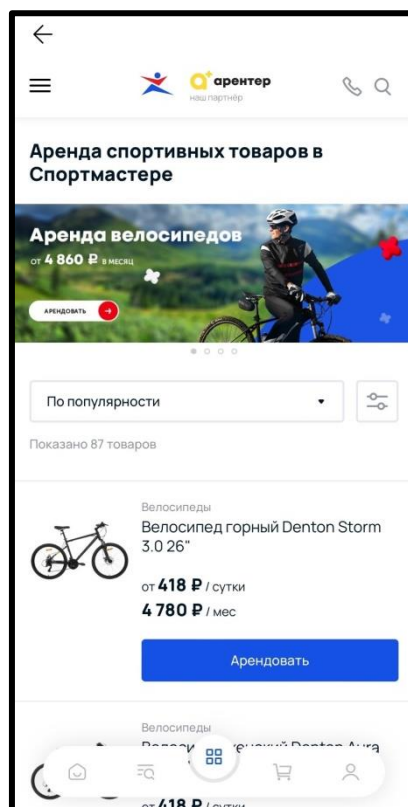 арентер
наш партнёр
Аренда спортивных товаров в
Спортмастере
Аренда велосипедов
от 4 860 ₽ в месяц
АРЕНДОВАТЬ
По популярности
Показано 87 товаров
Велосипеды
Велосипед горный Denton Storm
3.0 26"
от 418 ₽ / сутки
4 780 ₽ / мес
Арендовать
Велосипеды
Denton Aura
от 418 ₽ / сутки